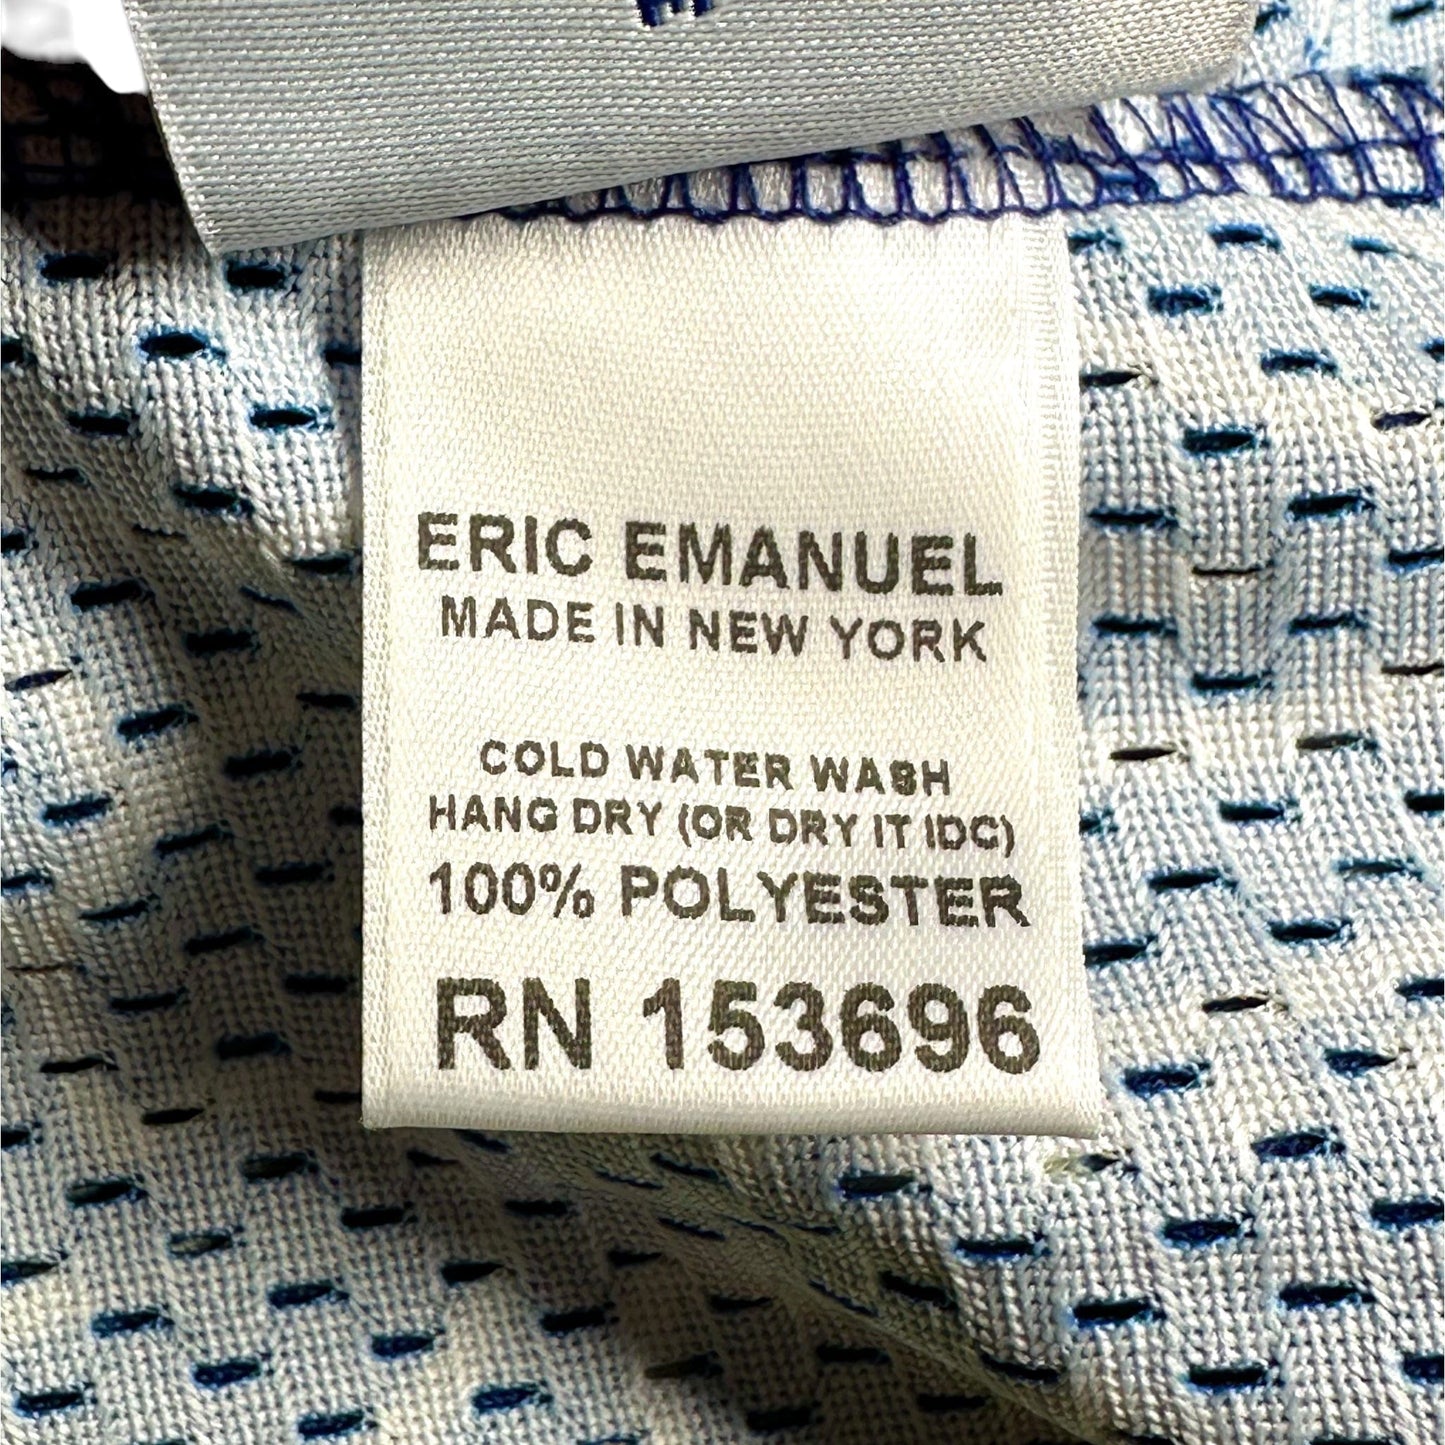 ERIC EMANUEL
MADE IN NEW YORK
COLD WATER WASH
HANG DRY (OR DRY IT IDC)
100% POLYESTER
RN 153696